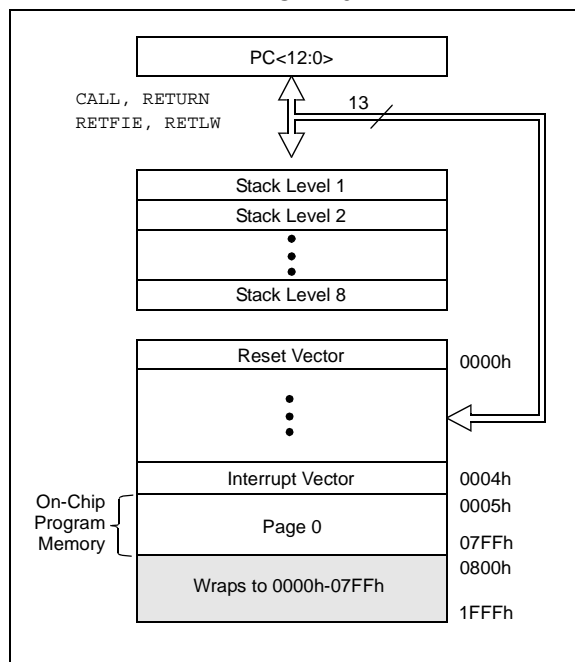 PC<12:0>
CALL, RETURN
RETFIE, RETLW
13
Stack Level 1
Stack Level 2
Stack Level 8
Reset Vector
0000h
Interrupt Vector
0004h
On-Chip
Program
Memory
Page 0
0005h
07FFh
Wraps to 0000h-07FFh
0800h
1FFFh